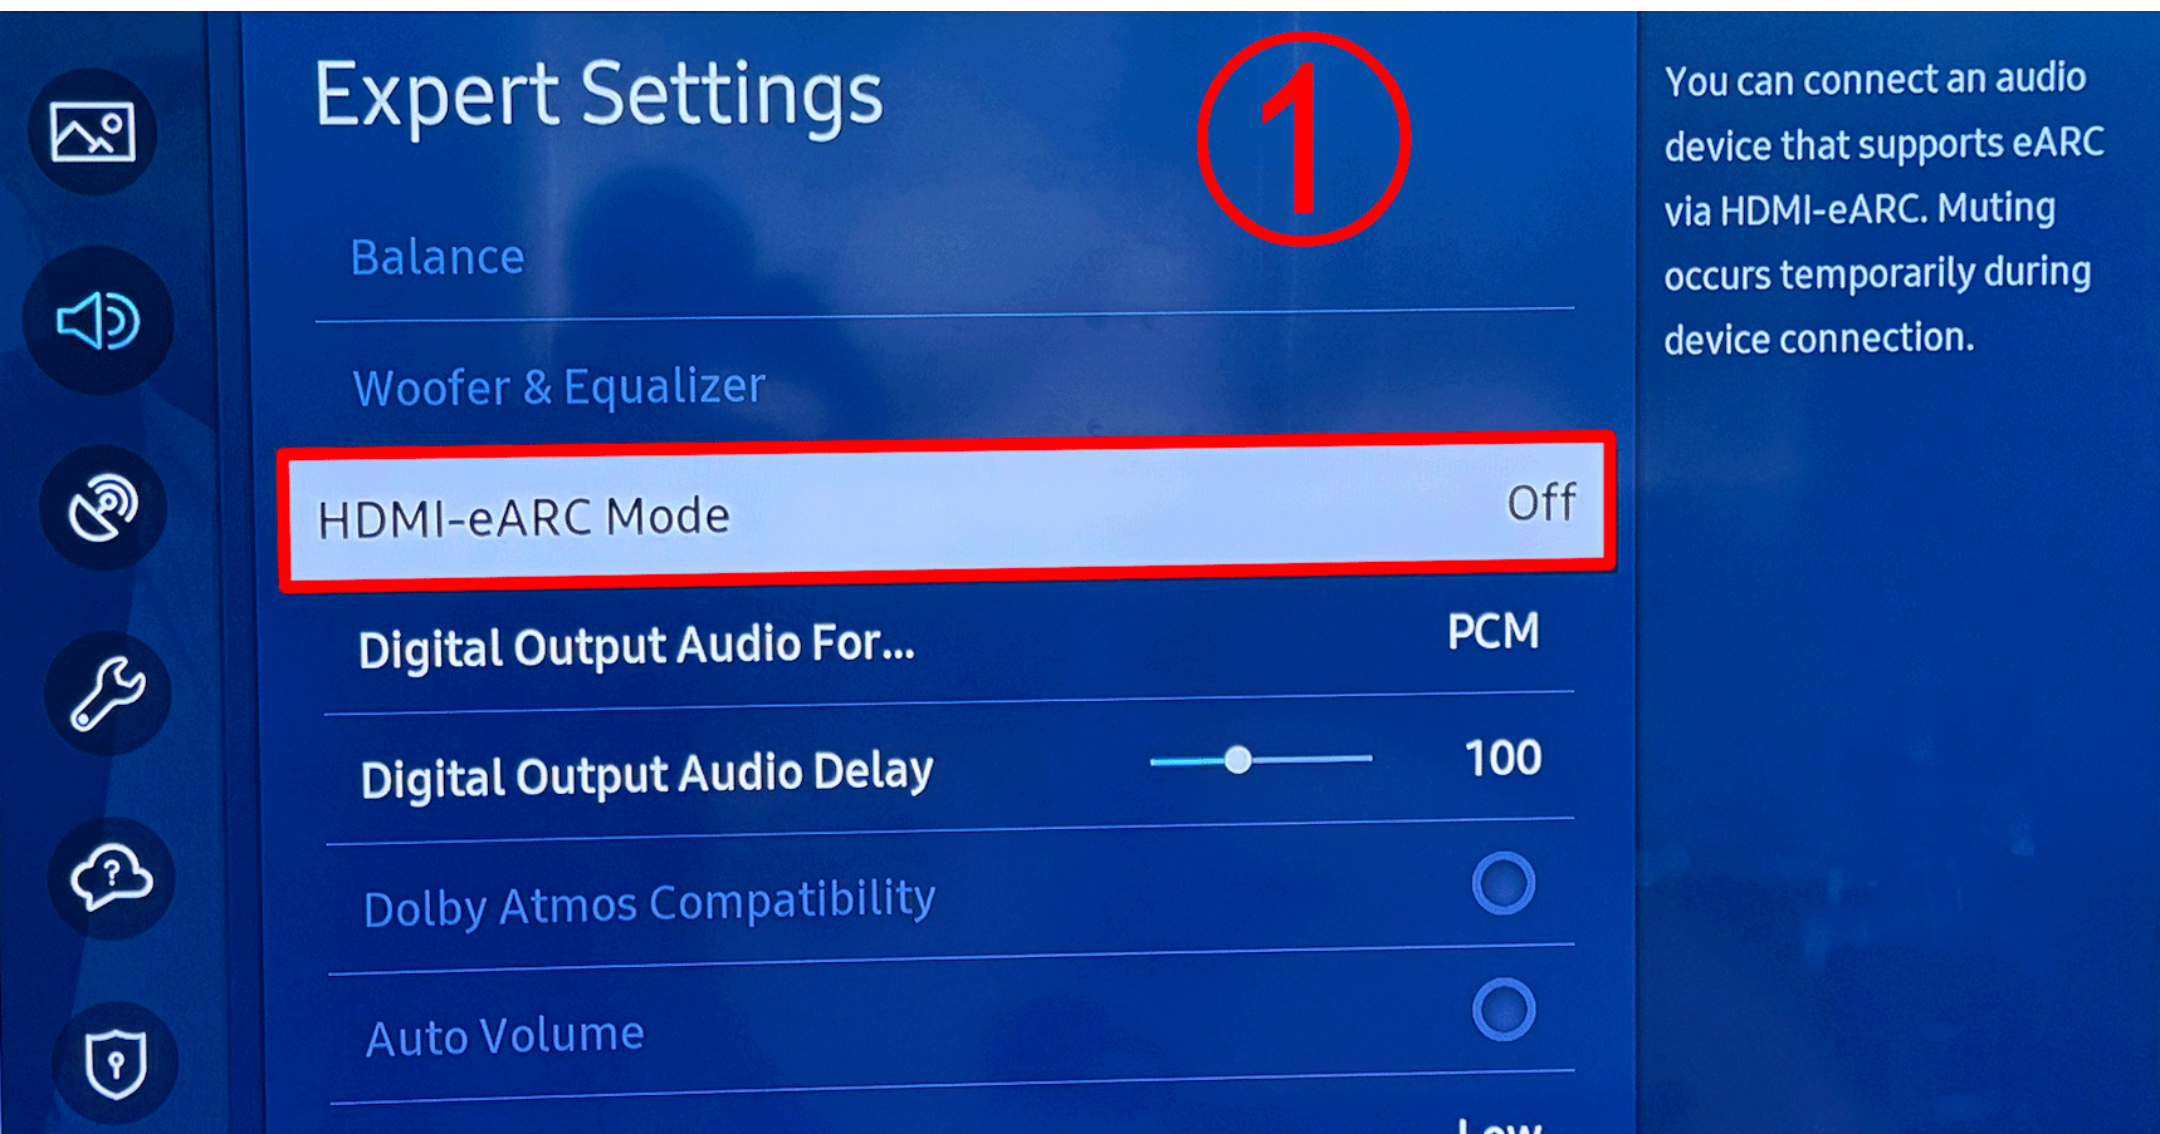 Expert Settings
1
You can connect an audio
device that supports eARC
via HDMI-eARC. Muting
occurs temporarily during
device connection.
Balance
Woofer & Equalizer
HDMI-eARC Mode Off
Digital Output Audio For... PCM
Digital Output Audio Delay 100
Dolby Atmos Compatibility
Auto Volume
Low
?